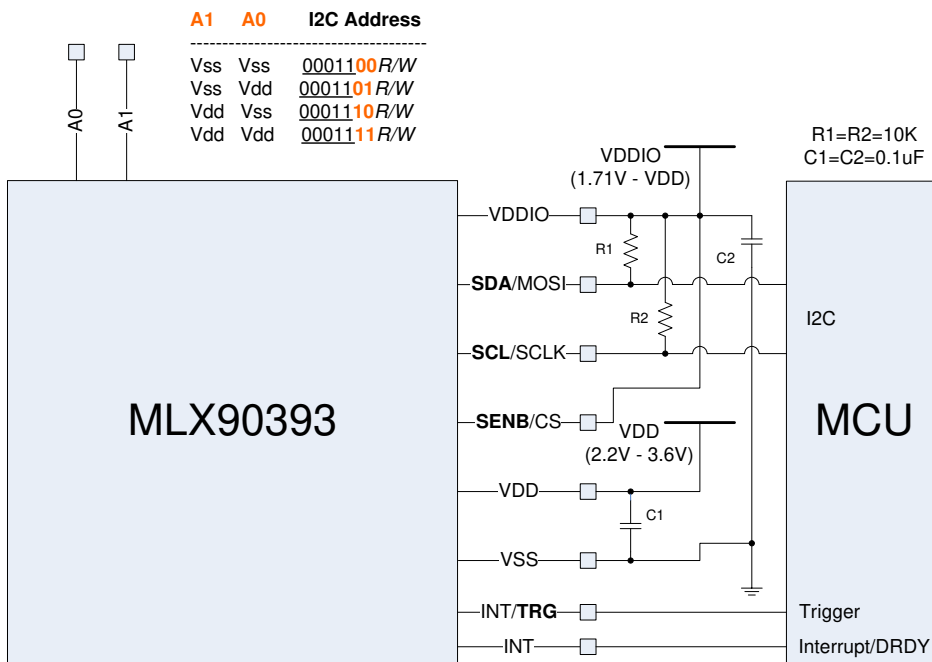 A1 A0 I2C Address
------------------------------------------
Vss Vss 0001100R/W
Vss Vdd 0001101R/W
Vdd Vss 0001110R/W
Vdd Vdd 0001111R/W
A0
A1
R1=R2=10K
C1=C2=0.1uF
VDDIO
(1.71V - VDD)
VDDIO
R1
C2
SDA/MOSI
R2
I2C
SCL/SCLK
MLX90393
MCU
SENB/CS
VDD
(2.2V - 3.6V)
VDD
C1
VSS
INT/TRG
Trigger
INT
Interrupt/DRDY